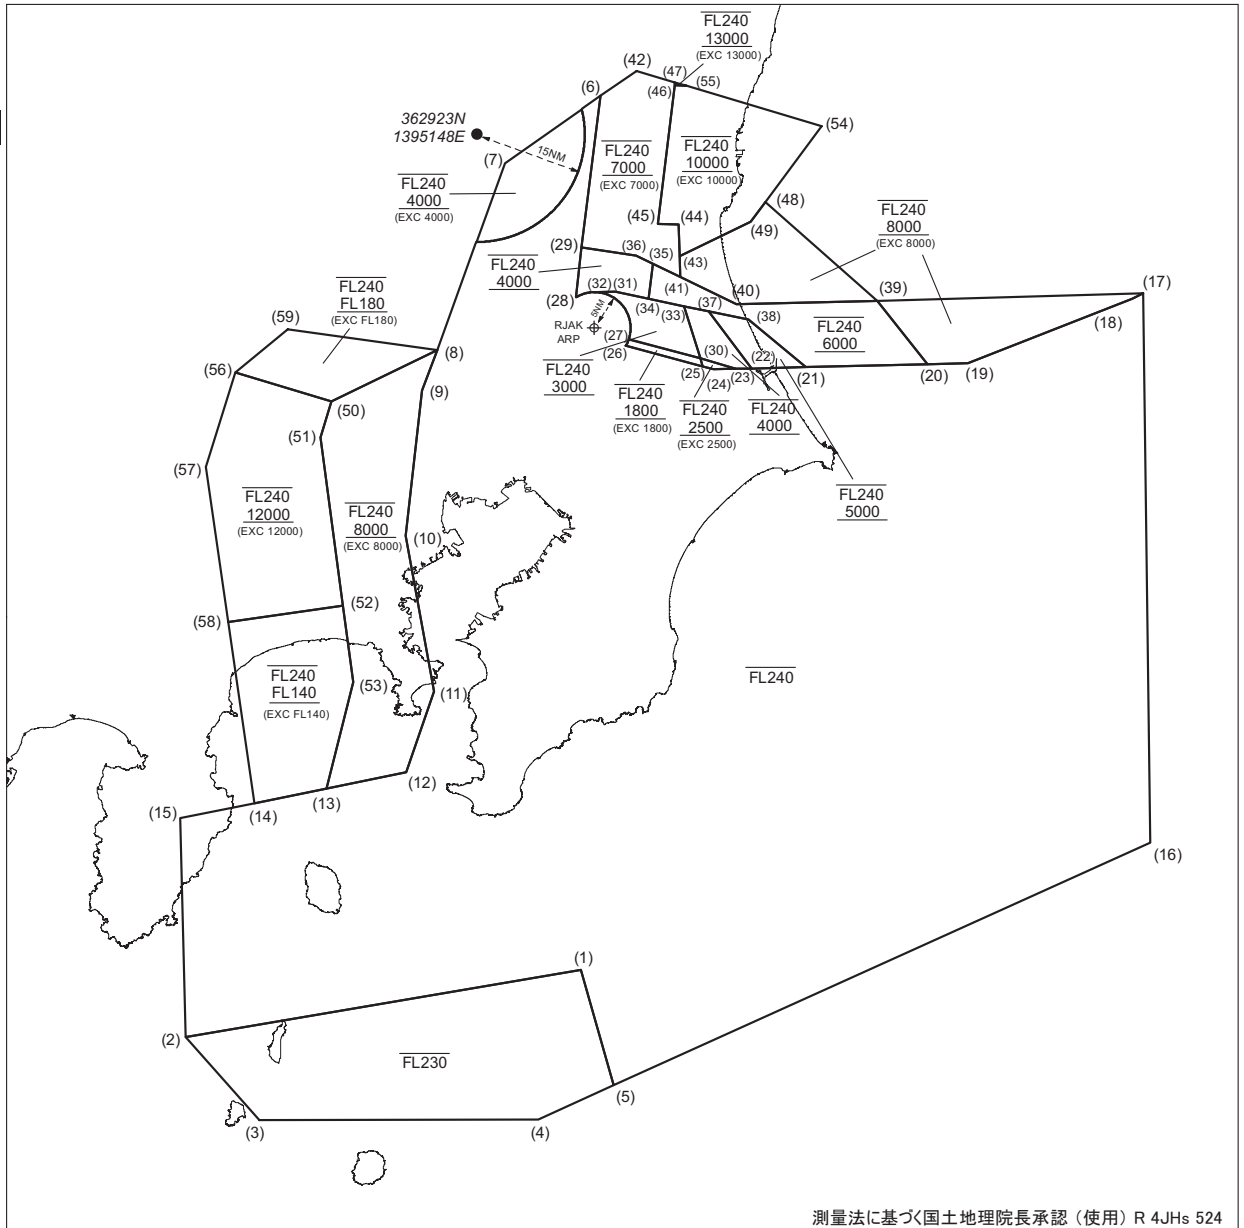 FL240
13000
(EXC 13000)
(42)
(47)
(55)
(6)
(46)
(54)
362923N
1395148E
15NM
(7)
FL240
7000
(EXC 7000)
FL240
10000
(EXC 10000)
FL240
4000
(EXC 4000)
(48)
(45)
(44)
(49)
FL240
8000
(EXC 8000)
(29)
(36)
(35)
(43)
FL240
4000
(32)
(31)
(41)
(28)
(34)
(33)
(37)
(40)
(39)
(17)
(38)
(18)
5NM
RJAK
ARP
FL240
FL180
(EXC FL180)
(59)
(8)
(27)
(26)
FL240
6000
(30)
(22)
(56)
(9)
FL240
3000
(25)
(24)
(23)
(21)
(20)
(19)
(50)
FL240
1800
(EXC 1800)
FL240
2500
(EXC 2500)
FL240
4000
(51)
(57)
FL240
12000
(EXC 12000)
FL240
8000
(EXC 8000)
FL240
5000
(10)
(52)
(58)
FL240
FL140
(EXC FL140)
(53)
(11)
FL240
(12)
(15)
(14)
(13)
(16)
(1)
(2)
FL230
(5)
(3)
(4)
測量法に基づく国土地理院長承認（使用）R 4JHs 524